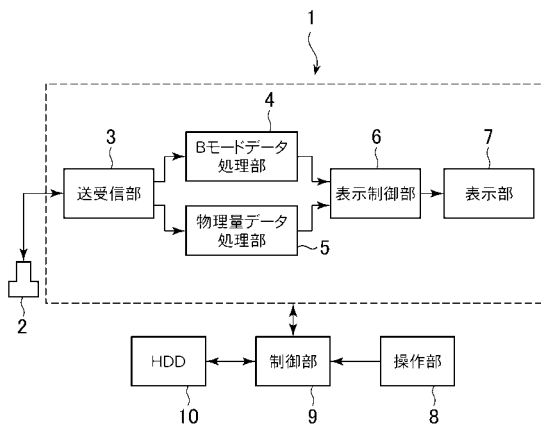 1
4
Bモードデータ
処理部
3
送受信部
6
表示制御部
7
表示部
物理量データ
処理部
5
2
HDD
10
制御部
9
操作部
8